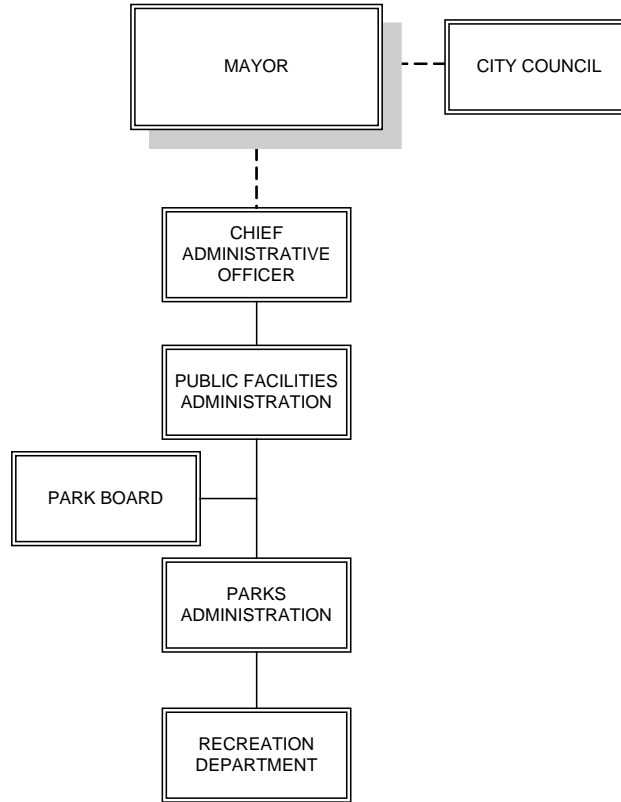 MAYOR
CITY COUNCIL
CHIEF
ADMINISTRATIVE
OFFICER
PUBLIC FACILITIES
ADMINISTRATION
PARK BOARD
PARKS
ADMINISTRATION
RECREATION
DEPARTMENT